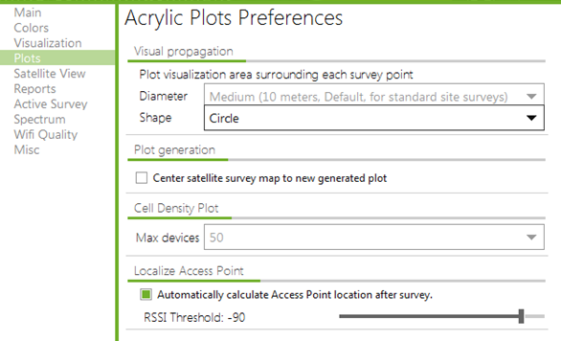 Main
Colors
Visualization
Plots
Satellite View
Reports
Active Survey
Spectrum
Wifi Quality
Misc
Acrylic Plots Preferences
Visual propagation
Plot visualization area surrounding each survey point
Diameter Medium (10 meters, Default, for standard site surveys)
Shape Circle
Plot generation
Center satellite survey map to new generated plot
Cell Density Plot
Max devices 50
Localize Access Point
Automatically calculate Access Point location after survey.
RSSI Threshold: -90